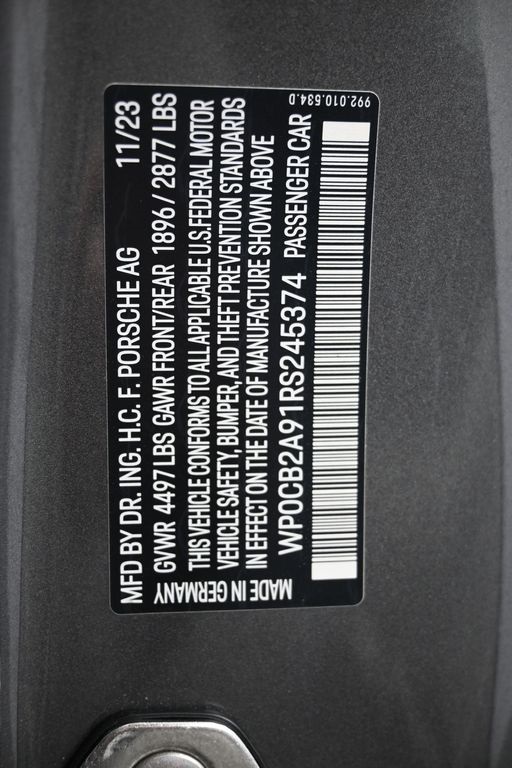 MFD BY DR. ING. H.C. F. PORSCHE AG 11/23
GVWR 4497 LBS GAWR FRONT/REAR 1896 / 2877 LBS
THIS VEHICLE CONFORMS TO ALL APPLICABLE U.S. FEDERAL MOTOR
VEHICLE SAFETY, BUMPER, AND THEFT PREVENTION STANDARDS
IN EFFECT ON THE DATE OF MANUFACTURE SHOWN ABOVE
WP0CB2A91RS245374 PASSENGER CAR
MADE IN GERMANY
992.010.534.D